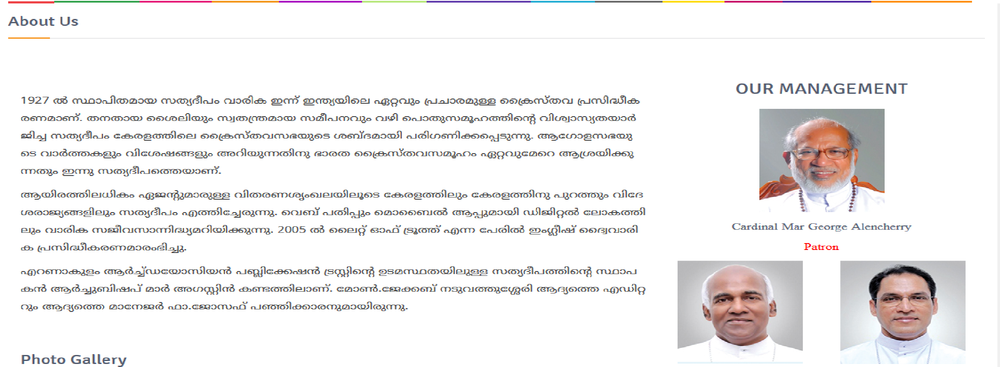 About Us
1927 ൽ സ്ഥാപിതമായ സത്യദീപം വാരിക ഇന്ന് ഇന്ത്യയിലെ ഏറ്റവും പ്രചാരമുള്ള ക്രൈസ്തവ പ്രസിദ്ധീക
രണമാണ്. തനതായ ശൈലിയും സ്വതന്ത്രമായ സമീപനവും വഴി പൊതുസമൂഹത്തിന്റെ വിശ്വാസ്യതയാർ
ജിച്ച സത്യദീപം കേരളത്തിലെ ക്രൈസ്തവസഭയുടെ ശബ്ദമായി പരിഗണിക്കപ്പെടുന്നു. ആഗോളസഭയു
ടെ വാർത്തകളും വിശേഷങ്ങളും അറിയുന്നതിനു ഭാരത ക്രൈസ്തവസമൂഹം ഏറ്റവുമേറെ ആശ്രയിക്കു
ന്നതും ഇന്നു സത്യദീപത്തെയാണ്.
ആയിരത്തിലധികം ഏജന്റുമാരുള്ള വിതരണശൃംഖലയിലൂടെ കേരളത്തിലും കേരളത്തിനു പുറത്തും വിദേ
ശരാജ്യങ്ങളിലും സത്യദീപം എത്തിച്ചേരുന്നു. വെബ് പതിപ്പും മൊബൈൽ ആപ്പുമായി ഡിജിറ്റൽ ലോകത്തി
ലും വാരിക സജീവസാന്നിദ്ധ്യമറിയിക്കുന്നു. 2005 ൽ ലൈറ്റ് ഓഫ് ട്രൂത്ത് എന്ന പേരിൽ ഇംഗ്ലീഷ് ദ്വൈവാരി
ക പ്രസിദ്ധീകരണമാരംഭിച്ചു.
എറണാകുളം ആർച്ച്ഡയോസിയൻ പബ്ലിക്കേഷൻ ട്രസ്റ്റിന്റെ ഉടമസ്ഥതയിലുള്ള സത്യദീപത്തിന്റെ സ്ഥാപ
കൻ ആർച്ചുബിഷപ് മാർ അഗസ്റ്റിൻ കണ്ടത്തിലാണ്. മോൺ.ജേക്കബ് നടുവത്തുശ്ശേരി ആദ്യത്തെ എഡിറ്റ
റും ആദ്യത്തെ മാനേജർ ഫാ.ജോസഫ് പഞ്ഞിക്കാരനുമായിരുന്നു.
Photo Gallery
OUR MANAGEMENT
Cardinal Mar George Alencherry
Patron